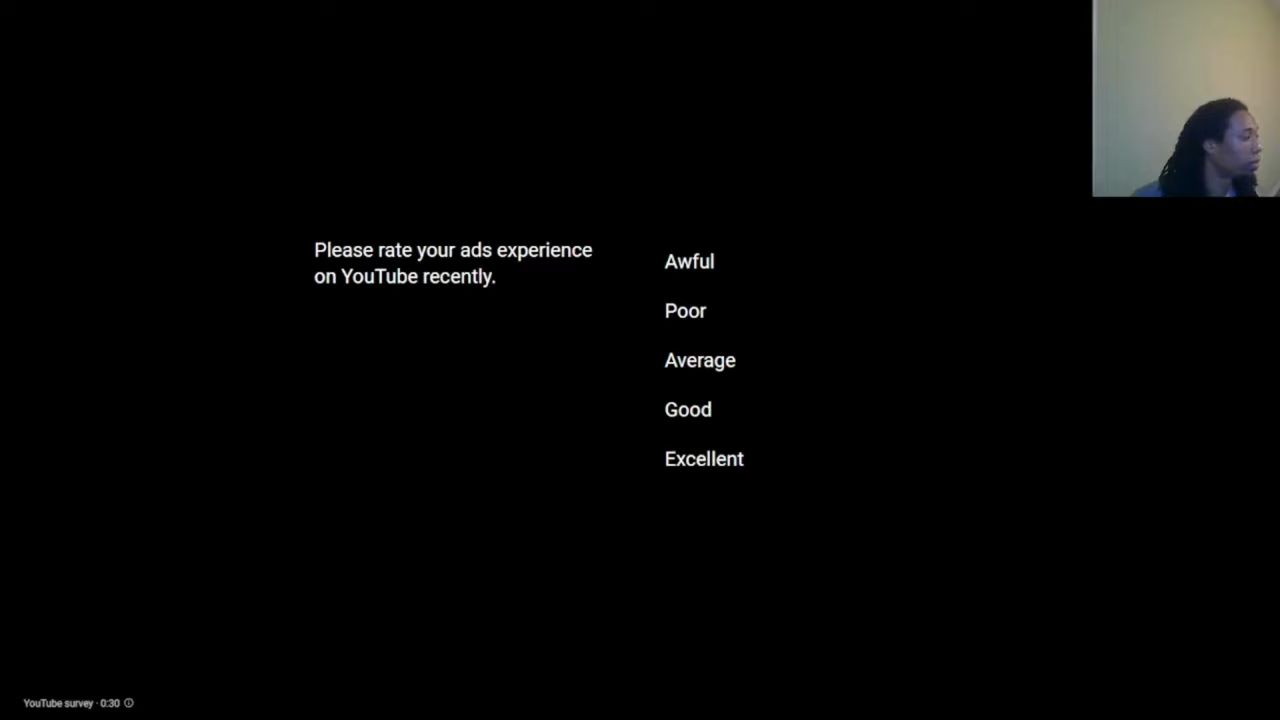 Please rate your ads experience
on YouTube recently.
Awful
Poor
Average
Good
Excellent
YouTube survey · 0:30